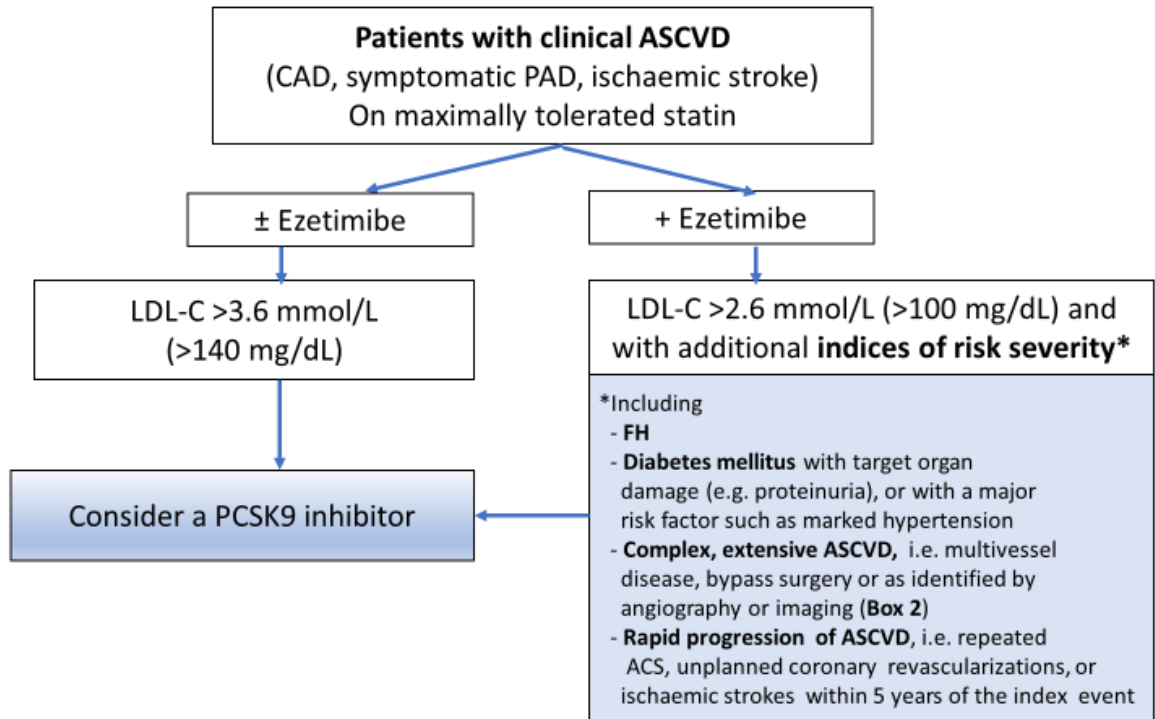 Patients with clinical ASCVD
(CAD, symptomatic PAD, ischaemic stroke)
On maximally tolerated statin
± Ezetimibe
+ Ezetimibe
LDL-C >3.6 mmol/L
(>140 mg/dL)
LDL-C >2.6 mmol/L (>100 mg/dL) and
with additional indices of risk severity*
Consider a PCSK9 inhibitor
*Including
- FH
- Diabetes mellitus with target organ
damage (e.g. proteinuria), or with a major
risk factor such as marked hypertension
- Complex, extensive ASCVD, i.e. multivessel
disease, bypass surgery or as identified by
angiography or imaging (Box 2)
- Rapid progression of ASCVD, i.e. repeated
ACS, unplanned coronary revascularizations, or
ischaemic strokes within 5 years of the index event